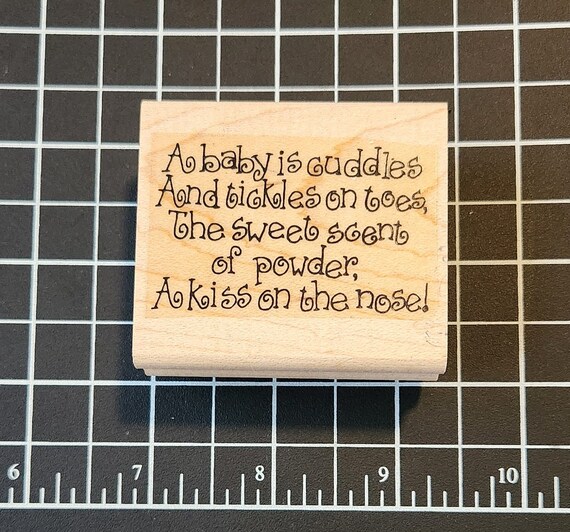 A baby is cuddles
And tickles on toes,
The sweet scent
of powder,
A kiss on the nose!
6 7 8 9 10